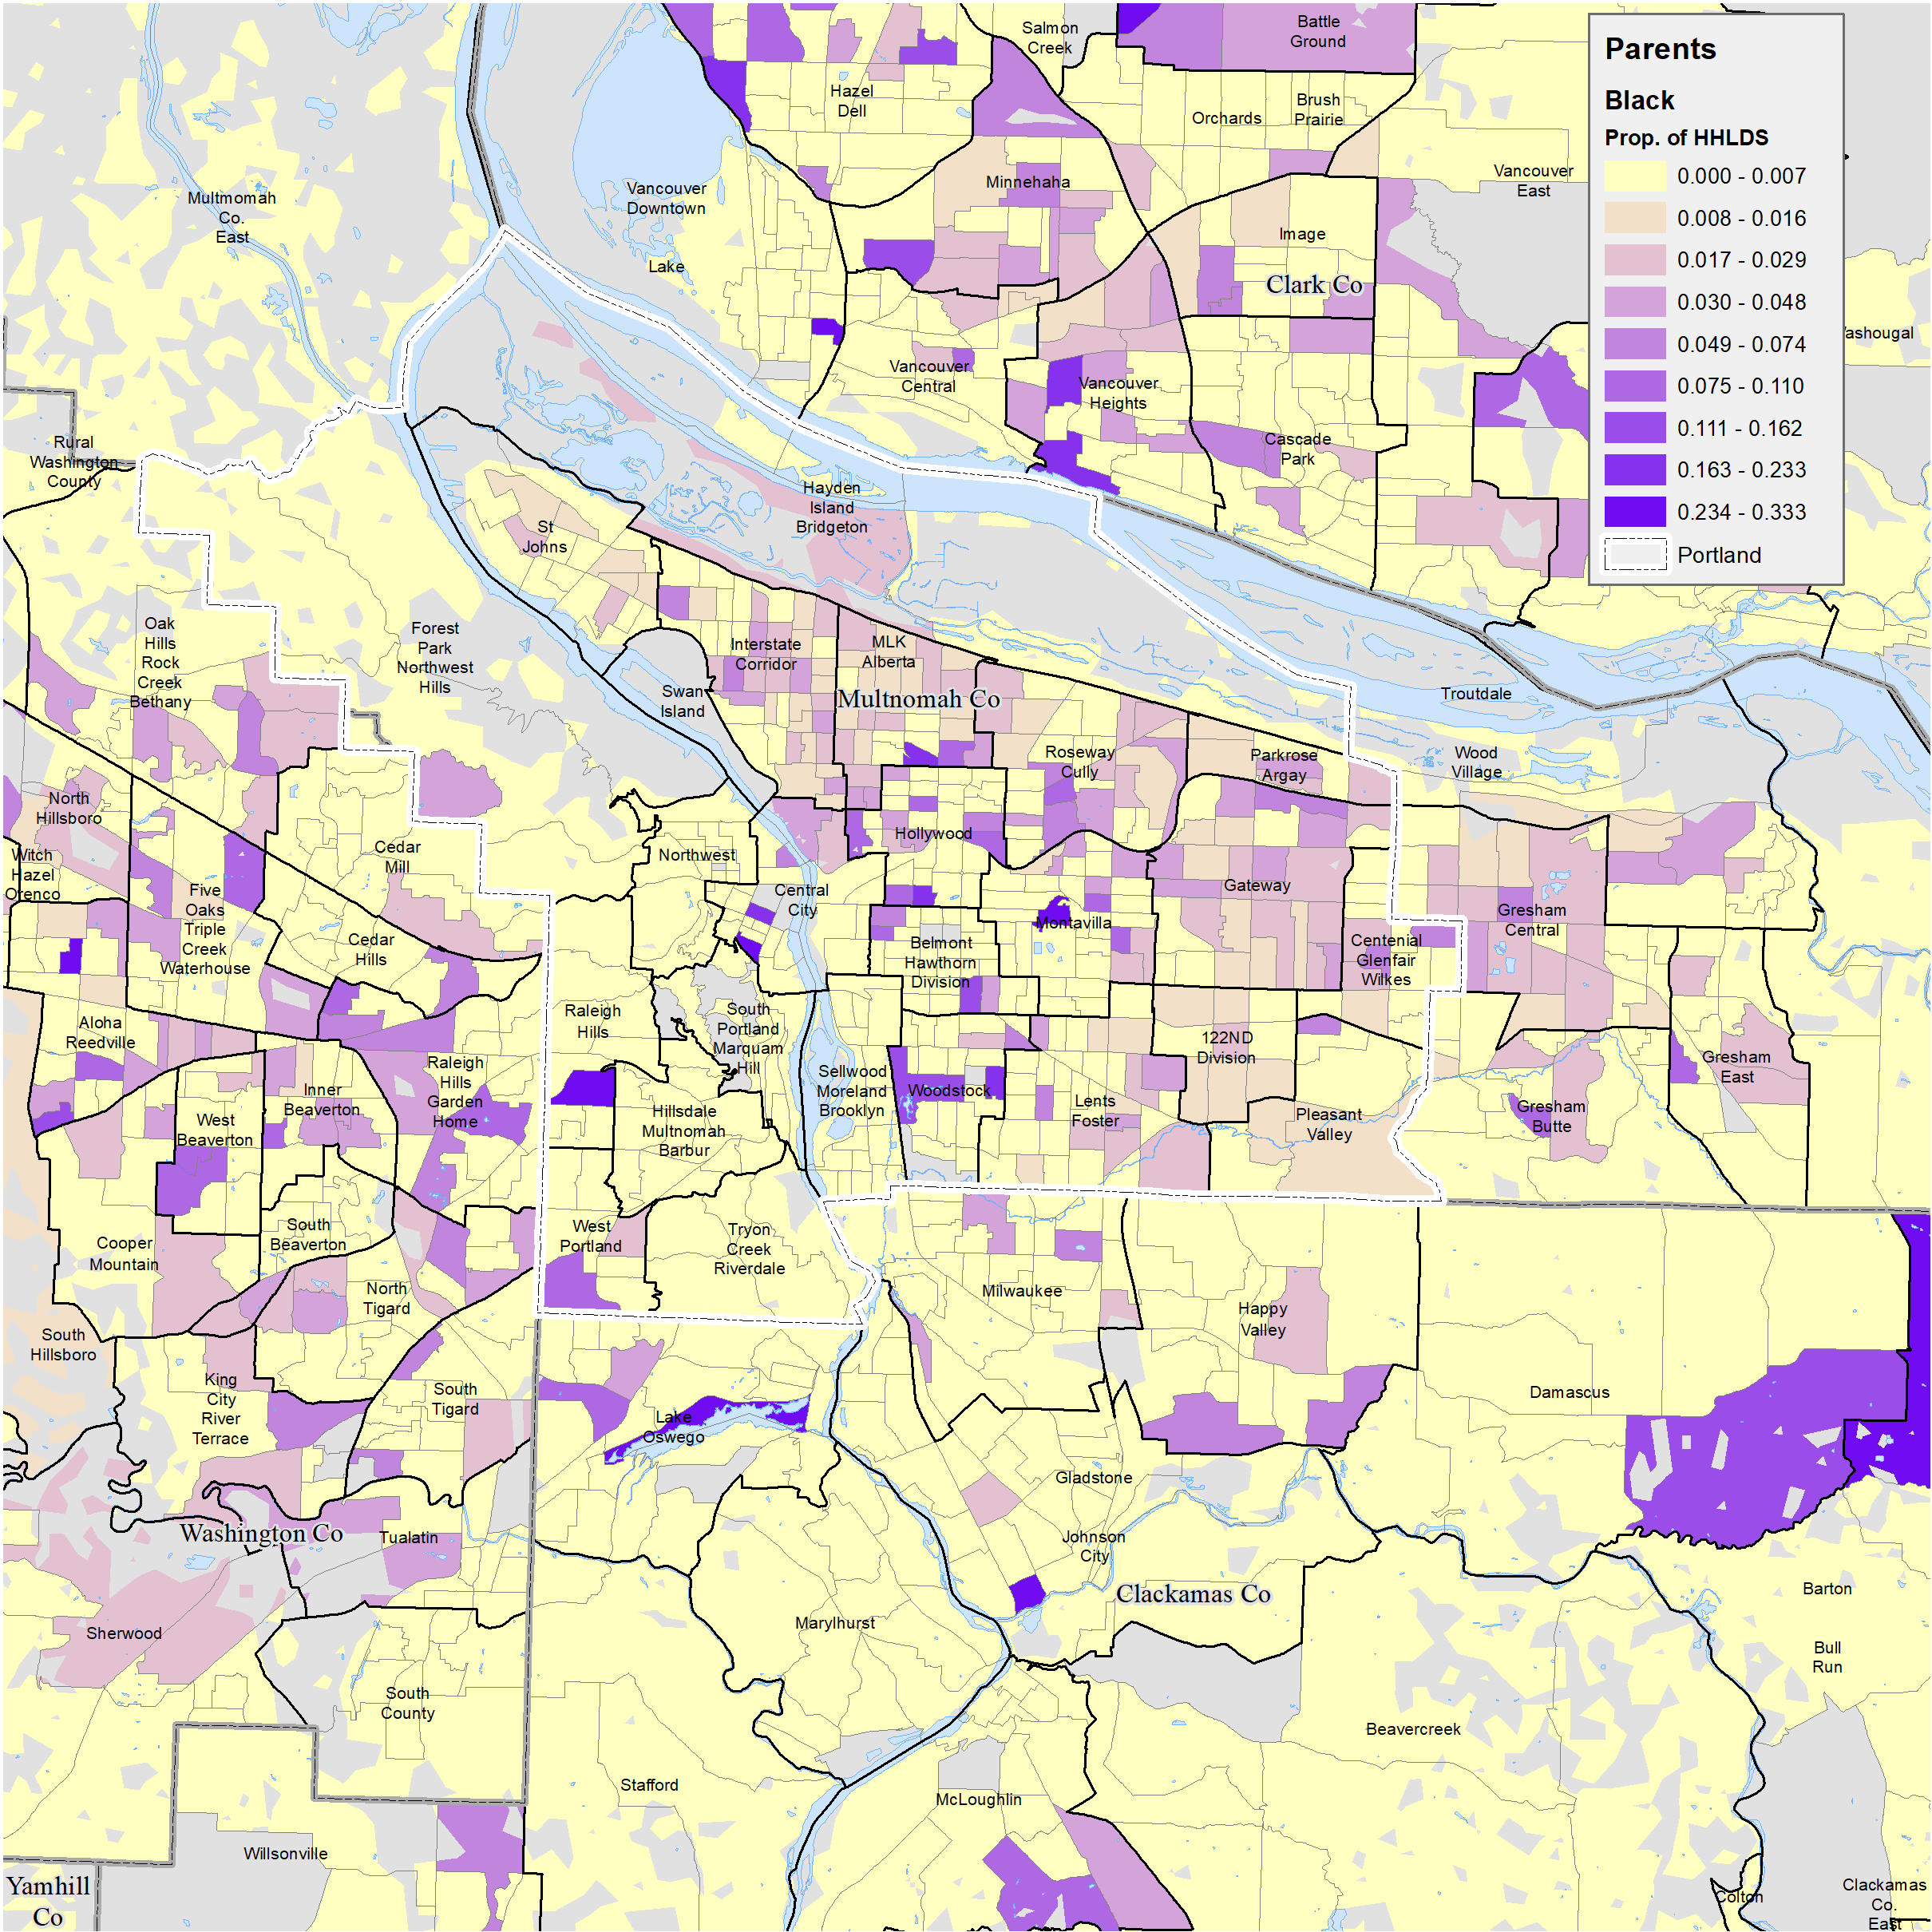 Parents
Black
Prop. of HHLDS
0.000 - 0.007
0.008 - 0.016
0.017 - 0.029
0.030 - 0.048
0.049 - 0.074
0.075 - 0.110
0.111 - 0.162
0.163 - 0.233
0.234 - 0.333
Portland
Salmon
Creek
Battle
Ground
Hazel
Dell
Orchards
Brush
Prairie
Vancouver
East
Minnehaha
Vancouver
Downtown
Lake
Multmomah
Co.
East
Image
Clark Co
Vancouver
Central
Vancouver
Heights
Cascade
Park
ashougal
Rural
Washington
County
Hayden
Island
Bridgeton
St
Johns
Oak
Hills
Rock
Creek
Bethany
Forest
Park
Northwest
Hills
Interstate
Corridor
MLK
Alberta
Swan
Island
Multnomah Co
Troutdale
Wood
Village
Roseway
Cully
Parkrose
Argay
North
Hillsboro
Witch
Hazel
Orenco
Cedar
Mill
Northwest
Hollywood
Five
Oaks
Triple
Creek
Waterhouse
Cedar
Hills
Central
City
Gateway
Montavilla
Belmont
Hawthorn
Division
Centenial
Glenfair
Wilkes
Gresham
Central
Aloha
Reedville
Raleigh
Hills
South
Portland
Marquam
Hill
122ND
Division
Gresham
East
Raleigh
Hills
Garden
Home
Inner
Beaverton
West
Beaverton
Sellwood
Moreland
Brooklyn
Woodstock
Lents
Foster
Pleasant
Valley
Gresham
Butte
Hillsdale
Multnomah
Barbur
Cooper
Mountain
South
Beaverton
West
Portland
Tryon
Creek
Riverdale
North
Tigard
Milwaukee
Happy
Valley
South
Hillsboro
King
City
River
Terrace
South
Tigard
Lake
Oswego
Damascus
Gladstone
Washington Co
Tualatin
Johnson
City
Clackamas Co
Barton
Sherwood
Marylhurst
Bull
Run
South
County
Beavercreek
Stafford
McLoughlin
Willsonville
Yamhill
Co
Colton
Clackamas
Co.
East